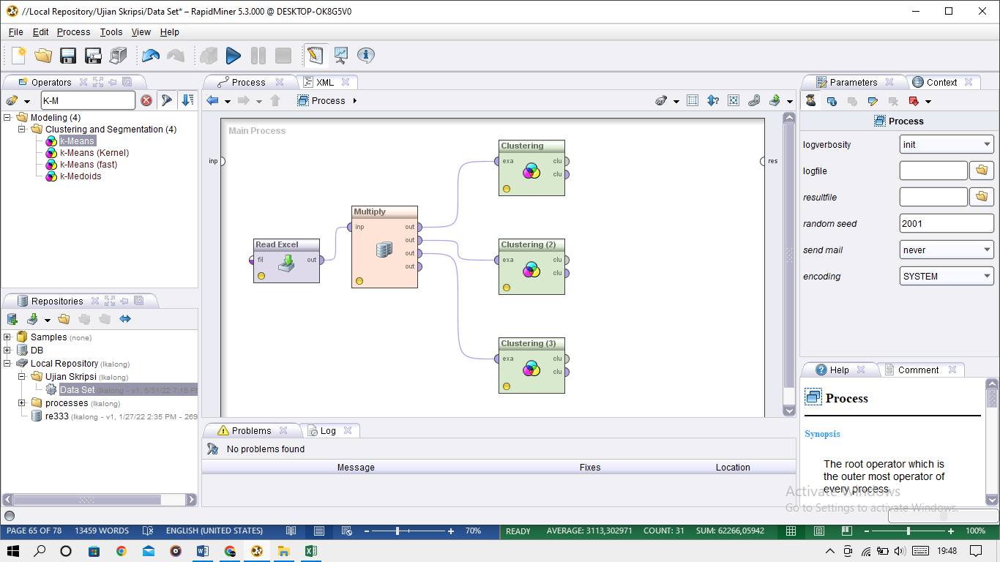 //Local Repository/Ujian Skripsi/Data Set* – RapidMiner 5.3.000 @ DESKTOP-OK8G5V0
File Edit Process Tools View Help
Operators
K-M
Modeling (4)
Clustering and Segmentation (4)
k-Means
k-Means (Kernel)
k-Means (fast)
k-Medoids
Repositories
Samples (none)
DB
Local Repository (lkalong)
Ujian Skripsi (lkalong)
Data Set (lkalong - v1, 5/31/22 7:15 P
processes (lkalong)
re333 (lkalong - v1, 1/27/22 2:35 PM - 269
Process XML
Process
Main Process
inp
res
Read Excel
fil out
Multiply
inp out
out
out
out
Clustering
exa clu
clu
Clustering (2)
exa clu
clu
Clustering (3)
exa clu
clu
Problems Log
No problems found
Message Fixes Location
Parameters Context
Process
logverbosity init
logfile
resultfile
random seed 2001
send mail never
encoding SYSTEM
Help Comment
Process
Synopsis
The root operator which is
the outer most operator of
every process.
Activate Windows
Go to Settings to activate Windows.
PAGE 65 OF 78 13459 WORDS ENGLISH (UNITED STATES) 70% READY AVERAGE: 3113,302971 COUNT: 31 SUM: 62266,05942 100%
19:48